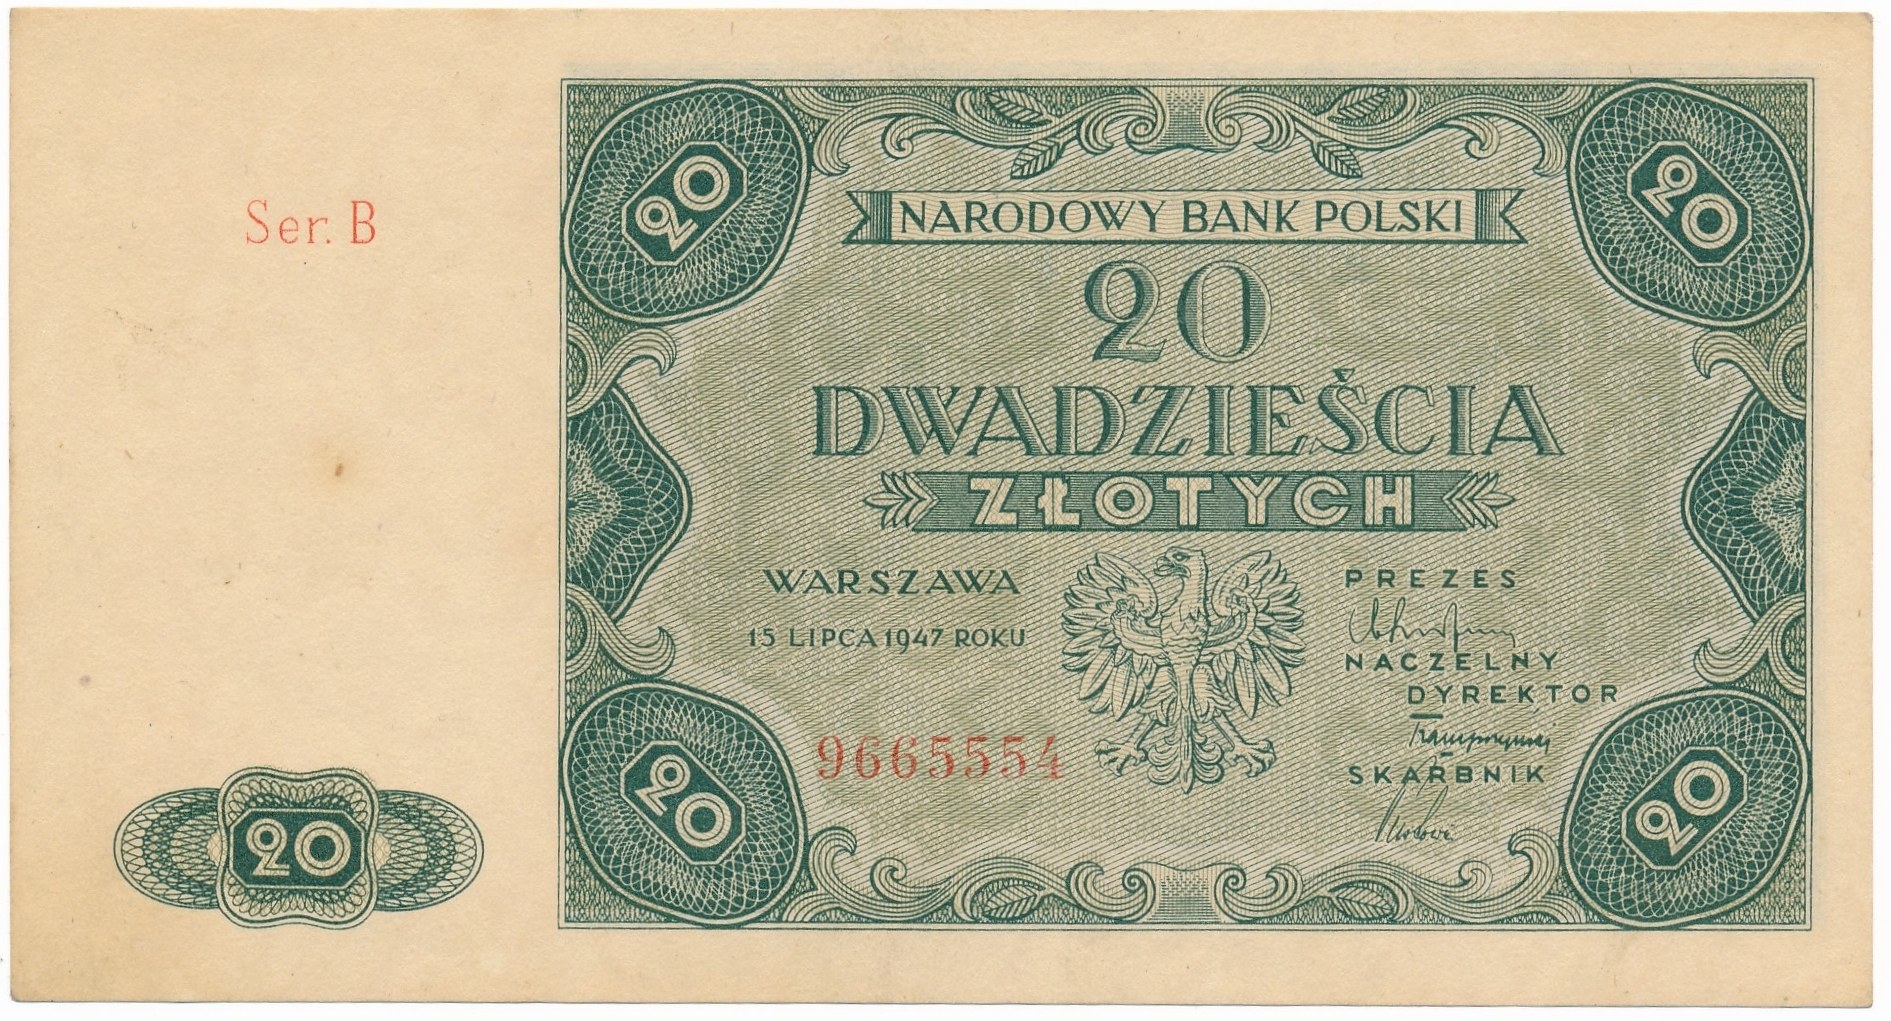 Ser. B
20
20
NARODOWY BANK POLSKI
20
DWADZIEŚCIA
ZŁOTYCH
WARSZAWA
15 LIPCA 1947 ROKU
9665554
PREZES
NACZELNY
DYREKTOR
SKARBNIK
20
20
20